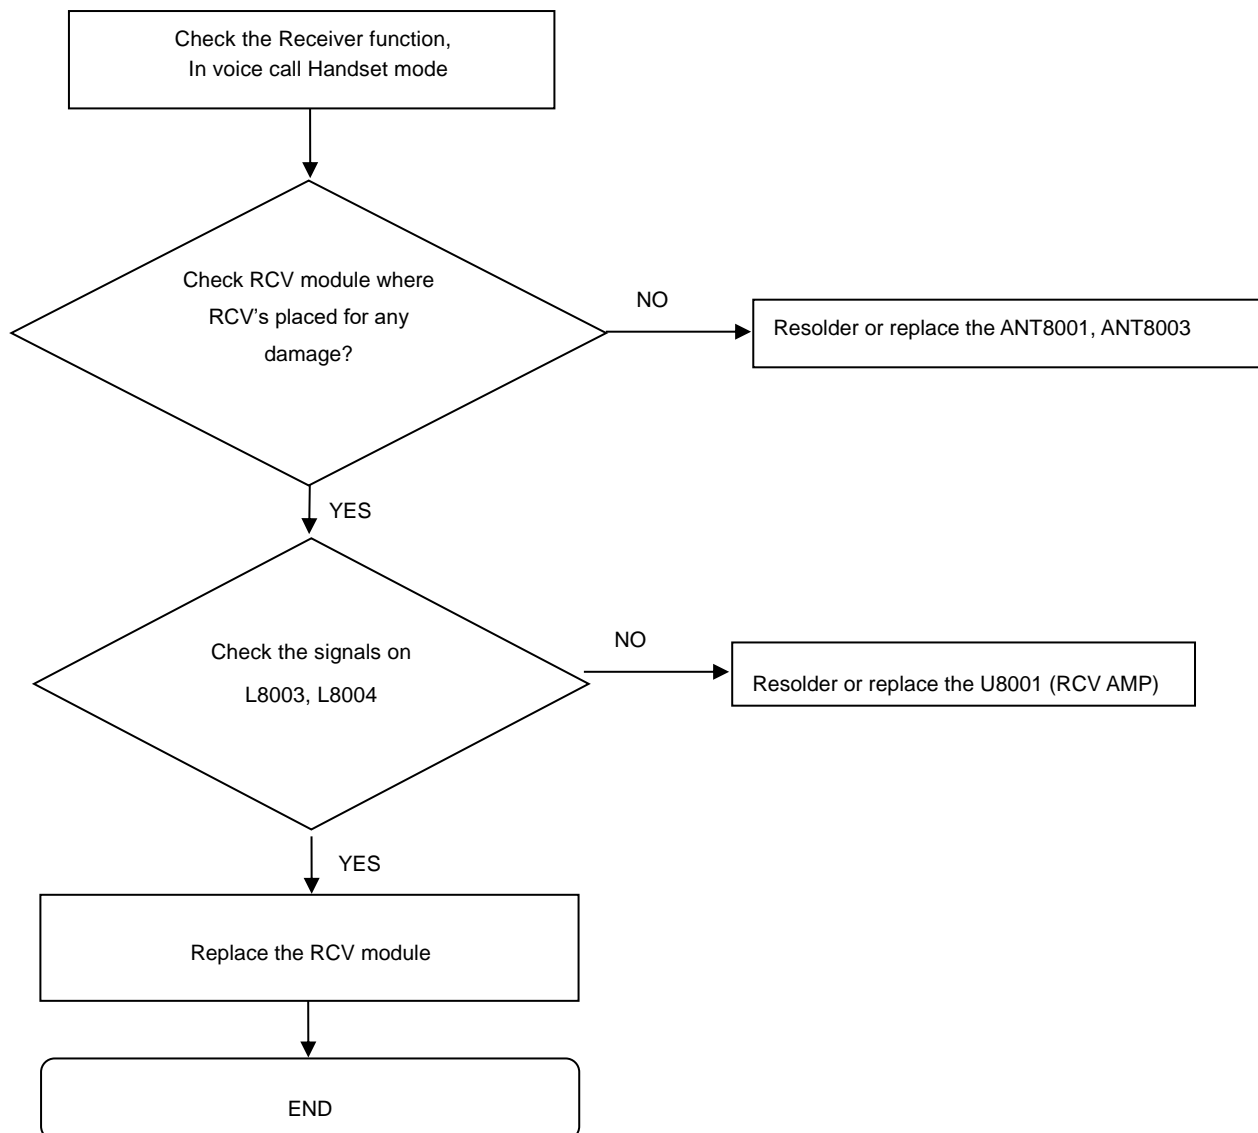 Check the Receiver function,
In voice call Handset mode
Check RCV module where
RCV’s placed for any
damage?
NO
Resolder or replace the ANT8001, ANT8003
YES
Check the signals on
L8003, L8004
NO
Resolder or replace the U8001 (RCV AMP)
YES
Replace the RCV module
END